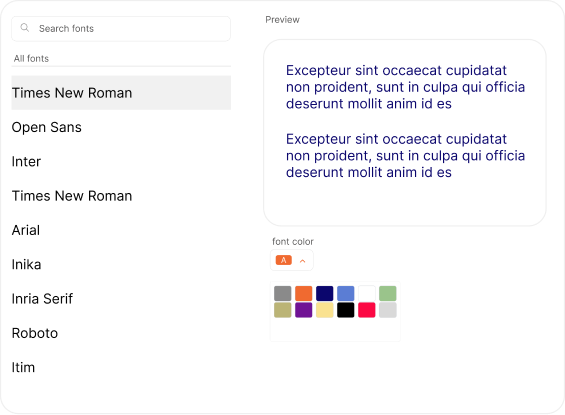 Search fonts
All fonts
Times New Roman
Open Sans
Inter
Times New Roman
Arial
Inika
Inria Serif
Roboto
Itim
Preview
Excepteur sint occaecat cupidatat
non proident, sunt in culpa qui officia
deserunt mollit anim id es
Excepteur sint occaecat cupidatat
non proident, sunt in culpa qui officia
deserunt mollit anim id es
font color
A